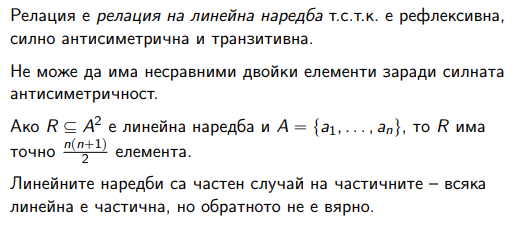 Релация е релация на линейна наредба т.с.т.к. е рефлексивна,
силно антисиметрична и транзитивна.
Не може да има несравними двойки елементи заради силната
антисиметричност.
Ако R ⊆ A² е линейна наредба и A = {a₁, . . . , aₙ}, то R има
точно n(n+1)/2 елемента.
Линейните наредби са частен случай на частичните – всяка
линейна е частична, но обратното не е вярно.